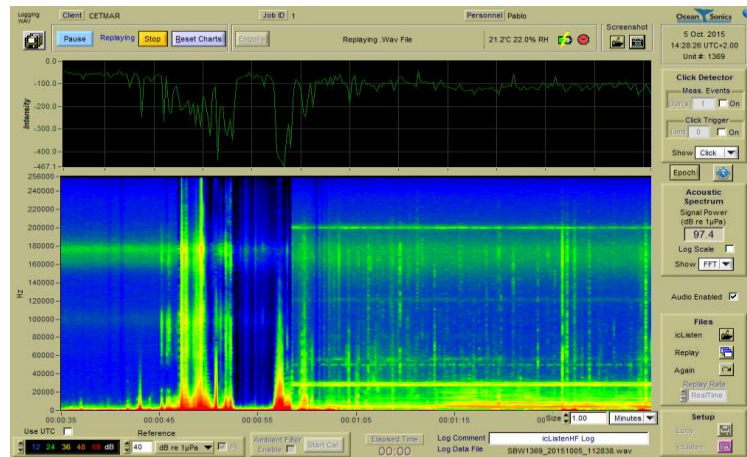 Logging
WAV
Client CETMAR
Job ID 1
Personnel Pablo
Ocean Sonics
Pause
Replaying
Stop
Reset Charts
Enquire
Replaying .Wav File
21.2°C 22.0% RH
Screenshot
5 Oct. 2015
14:28:26 UTC+2.00
Unit #: 1369
Intensity
0.0
-100.0
-200.0
-300.0
-400.0
-467.1
Click Detector
Meas. Events
1
On
Click Trigger
Limit 0
On
Show Click
Epoch
Hz
256000
240000
220000
200000
180000
160000
140000
120000
100000
80000
60000
40000
20000
0
00:00:35
00:00:45
00:00:55
00:01:05
00:01:15
Size 1.00 Minutes
Acoustic
Spectrum
Signal Power
(dB re 1µPa)
97.4
Log Scale
Show FFT
Audio Enabled
Files
icListen
Replay
Again
Replay Rate
RealTime
Setup
icListen
Use UTC
Reference
12 24 36 48 60 dB
40
dB re 1µPa
Ambient Filter
Enable
Start Cal
Elapsed Time
00:00
Log Comment
icListenHF Log
Log Data File
SBW1369_20151005_112838.wav